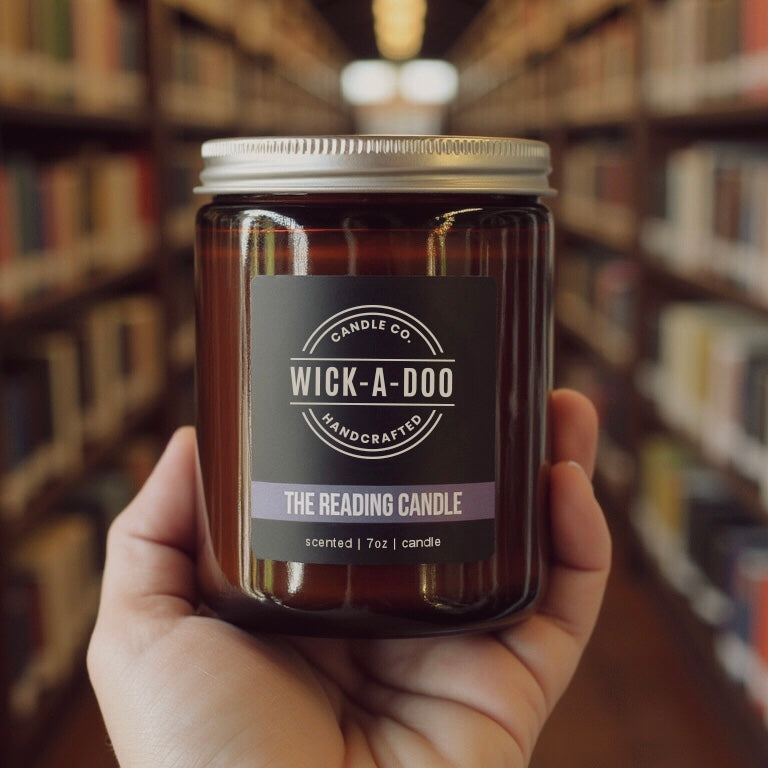 CANDLE CO.
WICK-A-DOO
HANDCRAFTED
THE READING CANDLE
scented | 7oz | candle